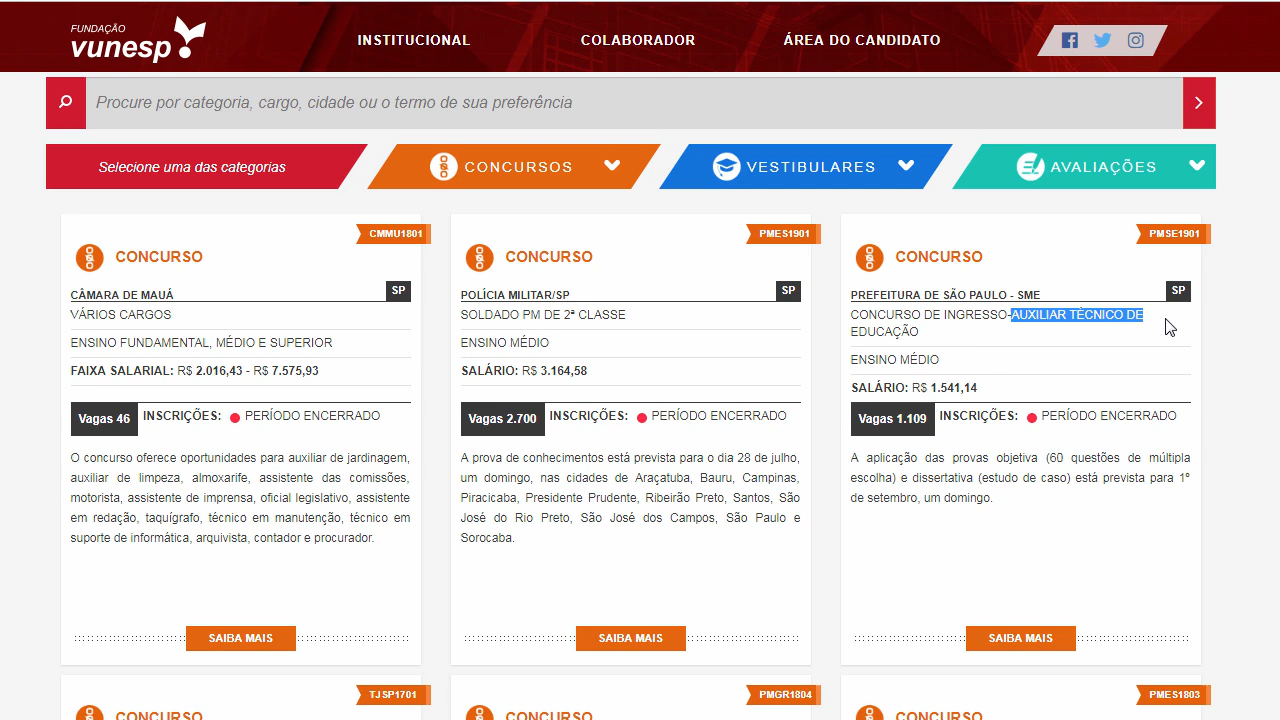 FUNDAÇÃO
vunesp
INSTITUCIONAL
COLABORADOR
ÁREA DO CANDIDATO
Procure por categoria, cargo, cidade ou o termo de sua preferência
Selecione uma das categorias
CONCURSOS
VESTIBULARES
AVALIAÇÕES
CMMU1801
CONCURSO
SP
CÂMARA DE MAUÁ
VÁRIOS CARGOS
ENSINO FUNDAMENTAL, MÉDIO E SUPERIOR
FAIXA SALARIAL: R$ 2.016,43 - R$ 7.575,93
Vagas 46
INSCRIÇÕES: PERÍODO ENCERRADO
O concurso oferece oportunidades para auxiliar de jardinagem,
auxiliar de limpeza, almoxarife, assistente das comissões,
motorista, assistente de imprensa, oficial legislativo, assistente
em redação, taquígrafo, técnico em manutenção, técnico em
suporte de informática, arquivista, contador e procurador.
SAIBA MAIS
PMES1901
CONCURSO
SP
POLÍCIA MILITAR/SP
SOLDADO PM DE 2ª CLASSE
ENSINO MÉDIO
SALÁRIO: R$ 3.164,58
Vagas 2.700
INSCRIÇÕES: PERÍODO ENCERRADO
A prova de conhecimentos está prevista para o dia 28 de julho,
um domingo, nas cidades de Araçatuba, Bauru, Campinas,
Piracicaba, Presidente Prudente, Ribeirão Preto, Santos, São
José do Rio Preto, São José dos Campos, São Paulo e
Sorocaba.
SAIBA MAIS
PMSE1901
CONCURSO
SP
PREFEITURA DE SÃO PAULO - SME
CONCURSO DE INGRESSO-AUXILIAR TÉCNICO DE
EDUCAÇÃO
ENSINO MÉDIO
SALÁRIO: R$ 1.541,14
Vagas 1.109
INSCRIÇÕES: PERÍODO ENCERRADO
A aplicação das provas objetiva (60 questões de múltipla
escolha) e dissertativa (estudo de caso) está prevista para 1º
de setembro, um domingo.
SAIBA MAIS
TJSP1701
CONCURSO
PMGR1804
CONCURSO
PMES1803
CONCURSO